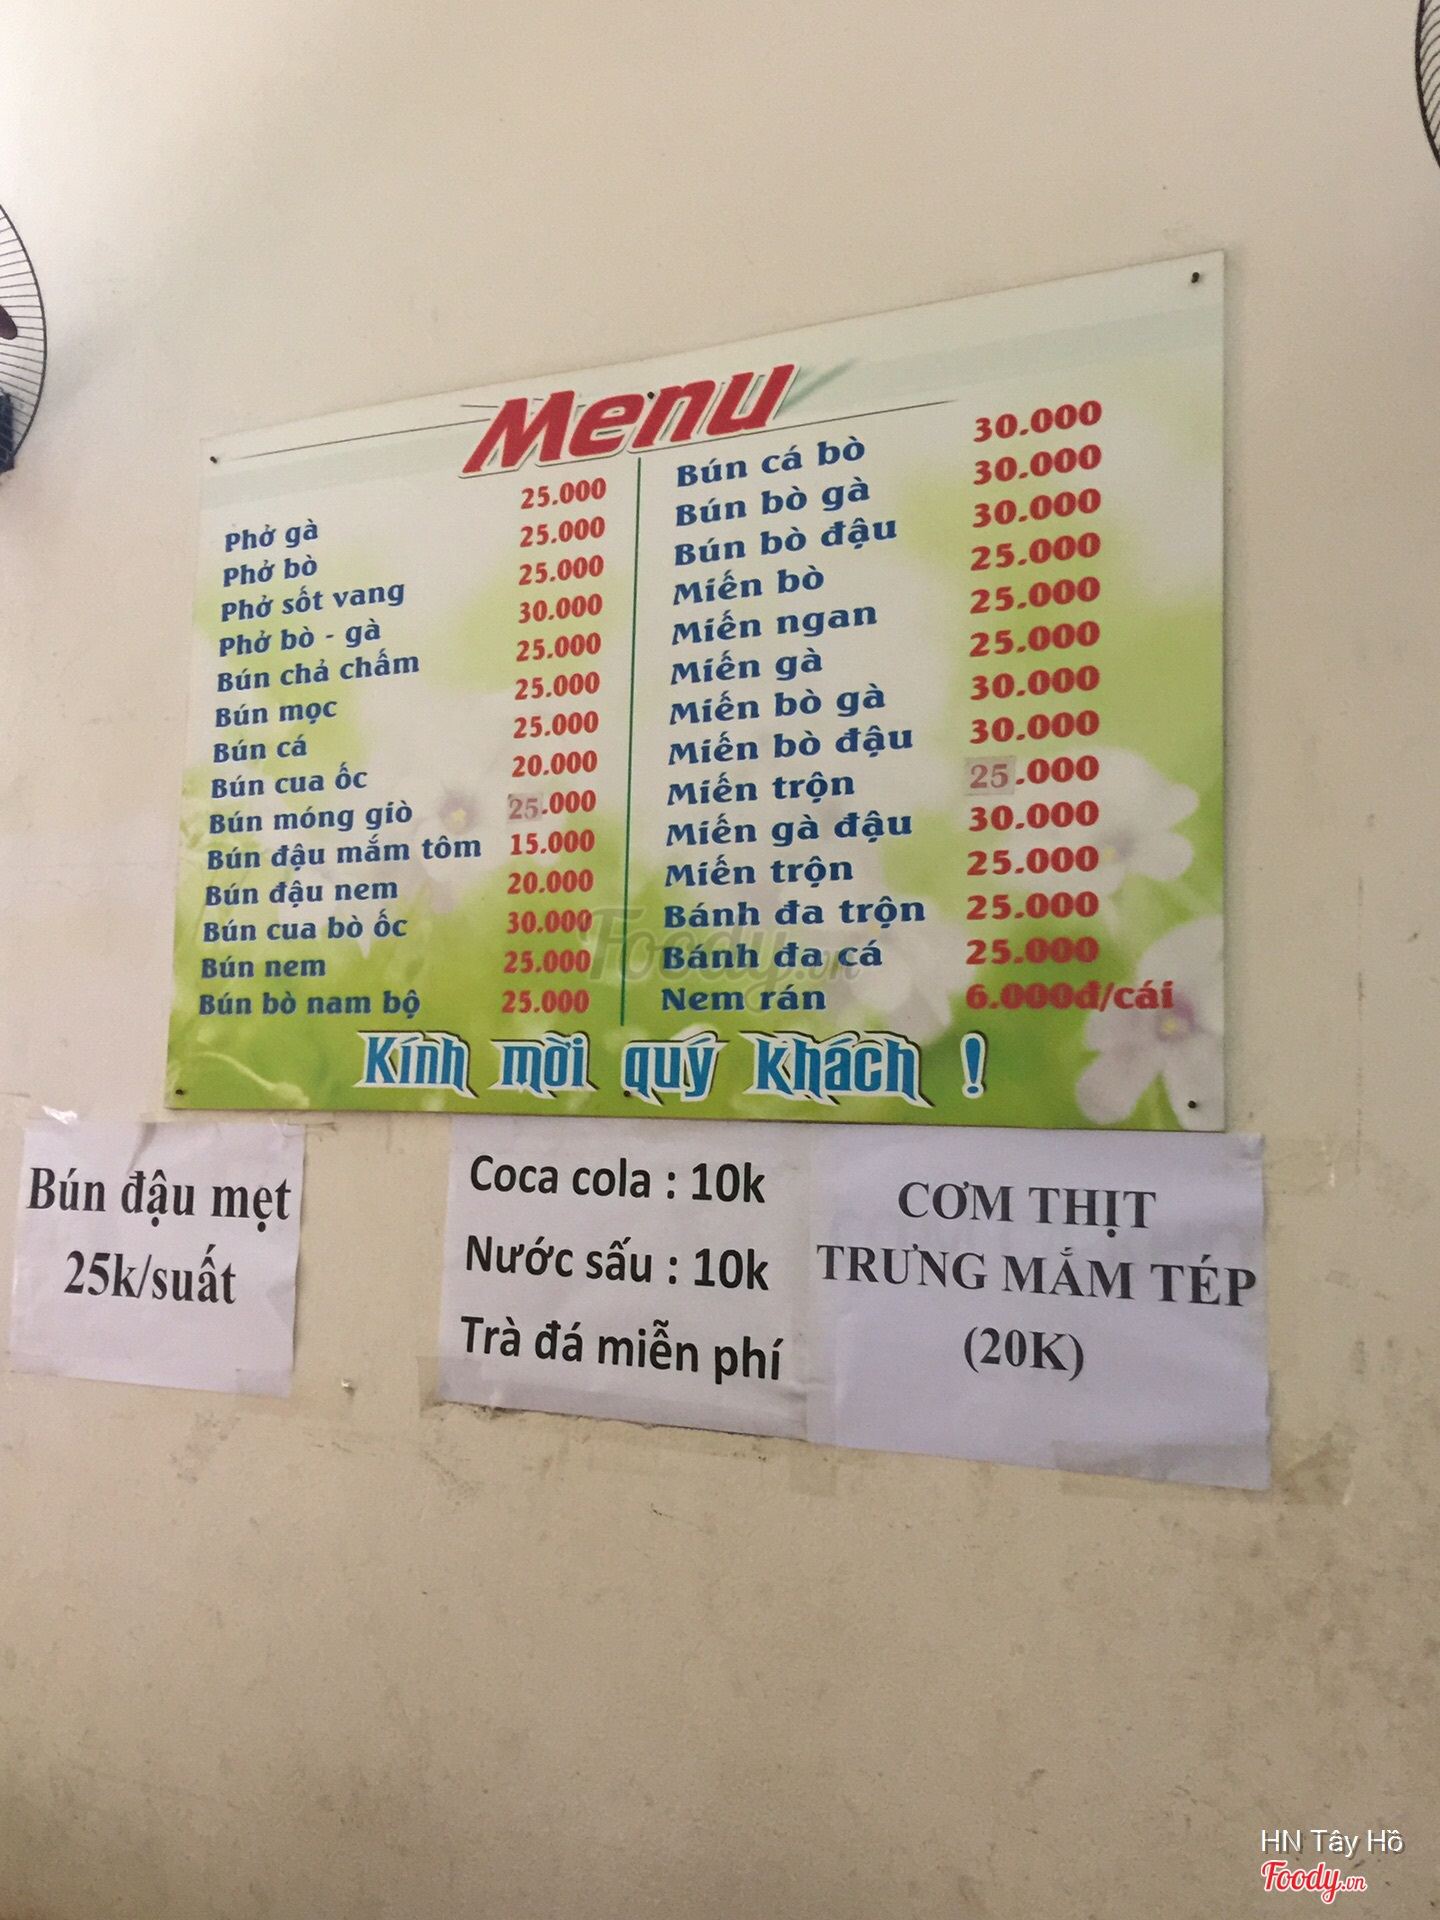 Menu
Phở gà 25.000
Phở bò 25.000
Phở sốt vang 25.000
Phở bò - gà 30.000
Bún chả chấm 25.000
Bún mọc 25.000
Bún cá 25.000
Bún cua ốc 20.000
Bún móng giò 25.000
Bún đậu mắm tôm 15.000
Bún đậu nem 20.000
Bún cua bò ốc 30.000
Bún nem 25.000
Bún bò nam bộ 25.000
Bún cá bò 30.000
Bún bò gà 30.000
Bún bò đậu 30.000
Miến bò 25.000
Miến ngan 25.000
Miến gà 25.000
Miến bò gà 30.000
Miến bò đậu 30.000
Miến trộn 25.000
Miến gà đậu 30.000
Miến trộn 25.000
Bánh đa trộn 25.000
Bánh đa cá 25.000
Nem rán 6.000đ/cái
Foody.vn
Kính mời quý khách !
Bún đậu mẹt
25k/suất
Coca cola : 10k
Nước sấu : 10k
Trà đá miễn phí
CƠM THỊT
TRƯNG MẮM TÉP
(20K)
HN Tây Hồ
Foody.vn